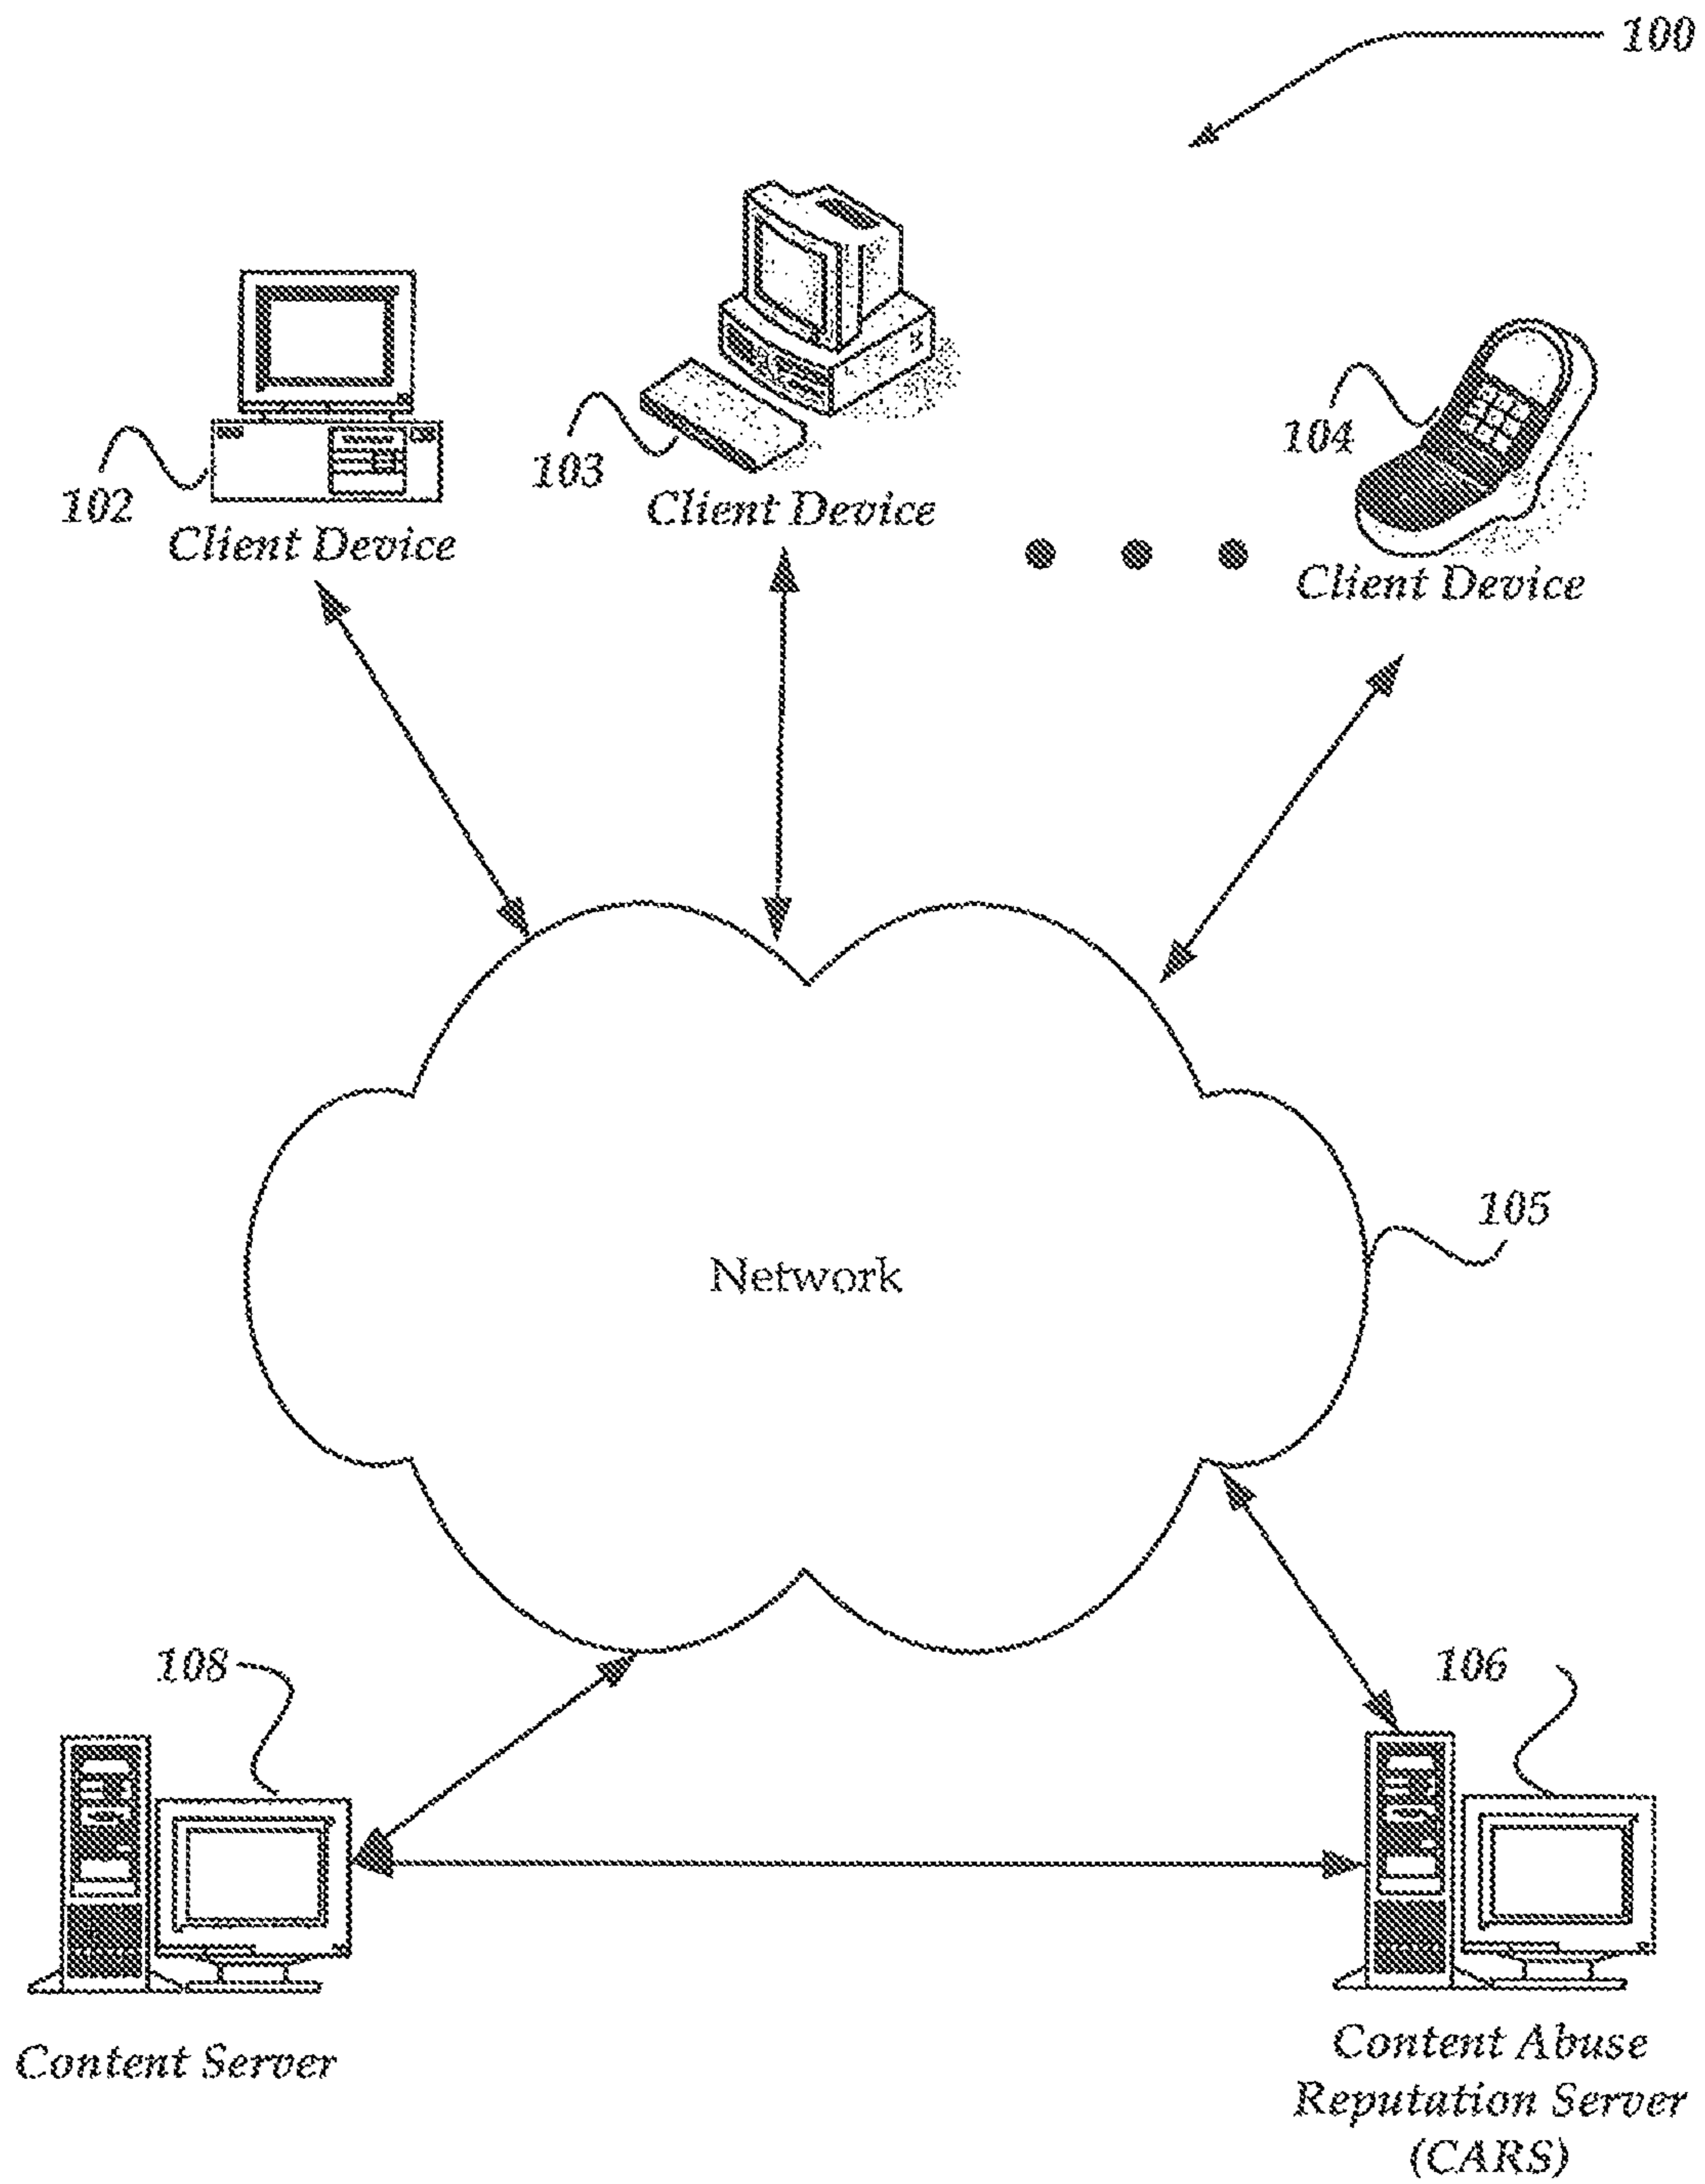 100
102
Client Device
103
Client Device
104
Client Device
Network
105
108
Content Server
106
Content Abuse
Reputation Server
(CARS)